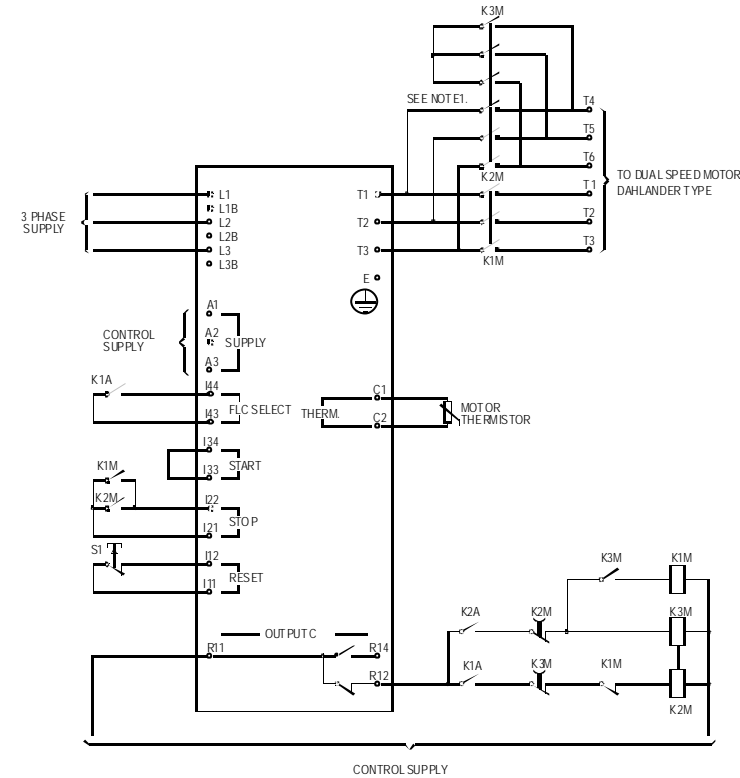 K3M
SEE NOTE1.
T4
T5
T6
K2M
T1
T2
T3
K1M
TO DUAL SPEED MOTOR
DAHLANDER TYPE
3 PHASE
SUPPLY
L1
L1B
L2
L2B
L3
L3B
T1
T2
T3
E
CONTROL
SUPPLY
A1
A2
A3
SUPPLY
K1A
I44
I43
FLC SELECT
THERM.
C1
C2
MOTOR
THERMISTOR
I34
I33
START
K1M
K2M
I22
I21
STOP
S1
I12
I11
RESET
OUTPUT C
R11
R14
R12
K3M
K1M
K2A
K2M
K3M
K1A
K3M
K1M
K2M
CONTROL SUPPLY